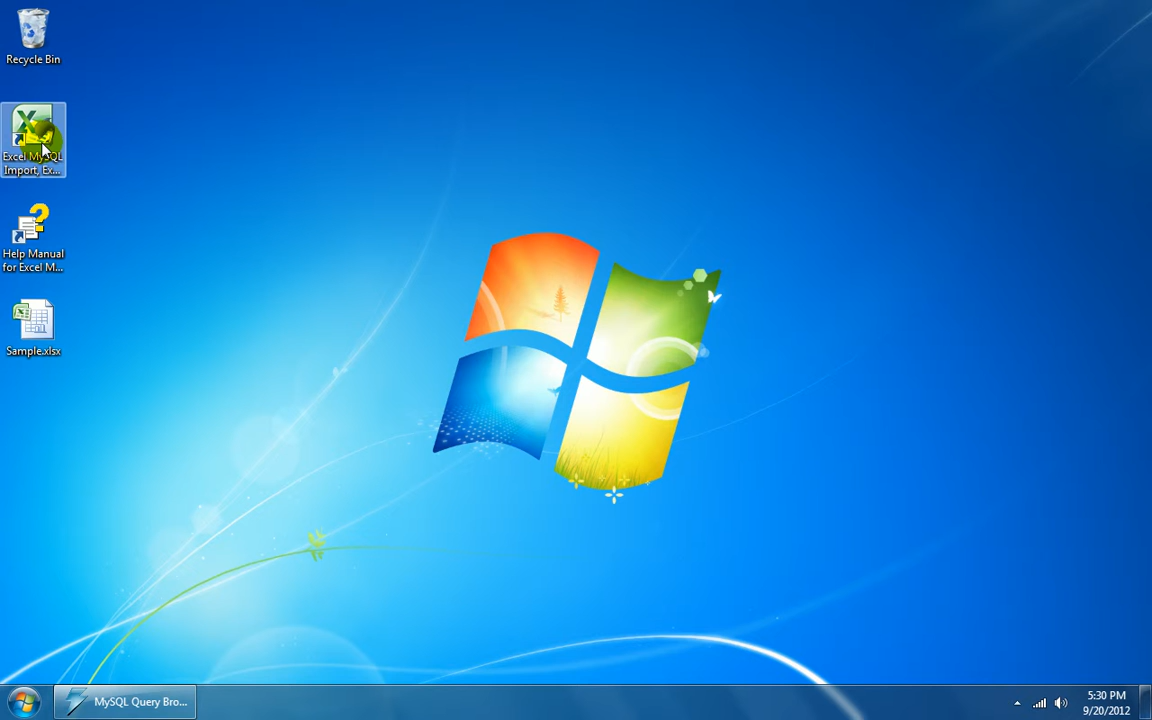 Recycle Bin
Excel MySQL
Import, Ex...
Help Manual
for Excel M...
Sample.xlsx
MySQL Query Bro...
5:30 PM
9/20/2012